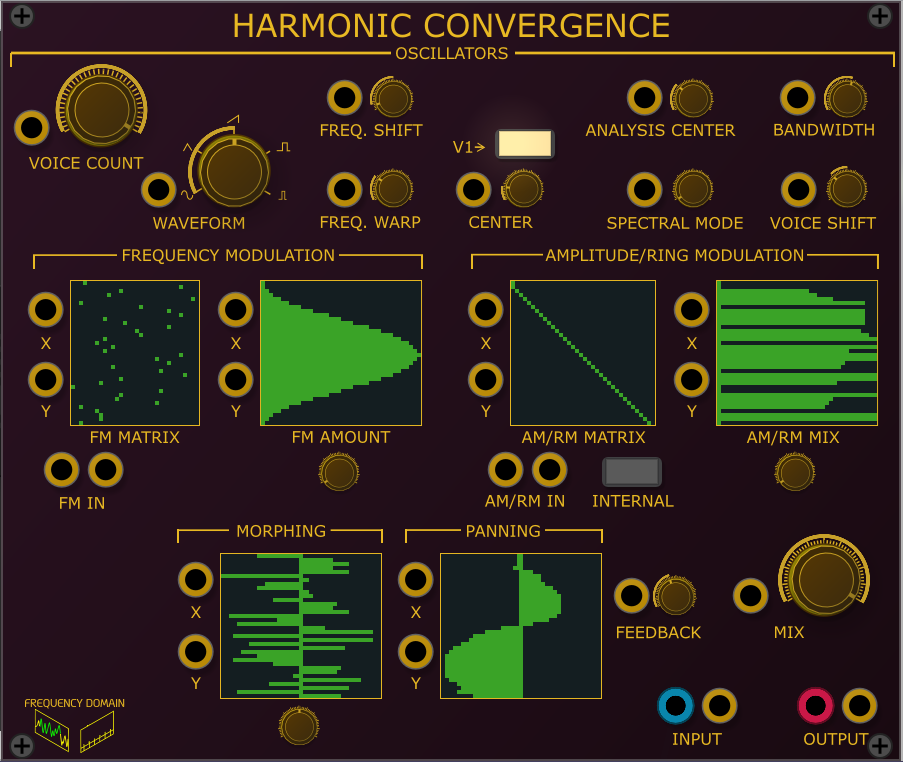 HARMONIC CONVERGENCE
OSCILLATORS
VOICE COUNT
WAVEFORM
FREQ. SHIFT
FREQ. WARP
V1
CENTER
ANALYSIS CENTER
BANDWIDTH
SPECTRAL MODE
VOICE SHIFT
FREQUENCY MODULATION
X
Y
FM MATRIX
X
Y
FM AMOUNT
FM IN
AMPLITUDE/RING MODULATION
X
Y
AM/RM MATRIX
X
Y
AM/RM MIX
AM/RM IN
INTERNAL
MORPHING
X
Y
PANNING
X
Y
FEEDBACK
MIX
FREQUENCY DOMAIN
INPUT
OUTPUT